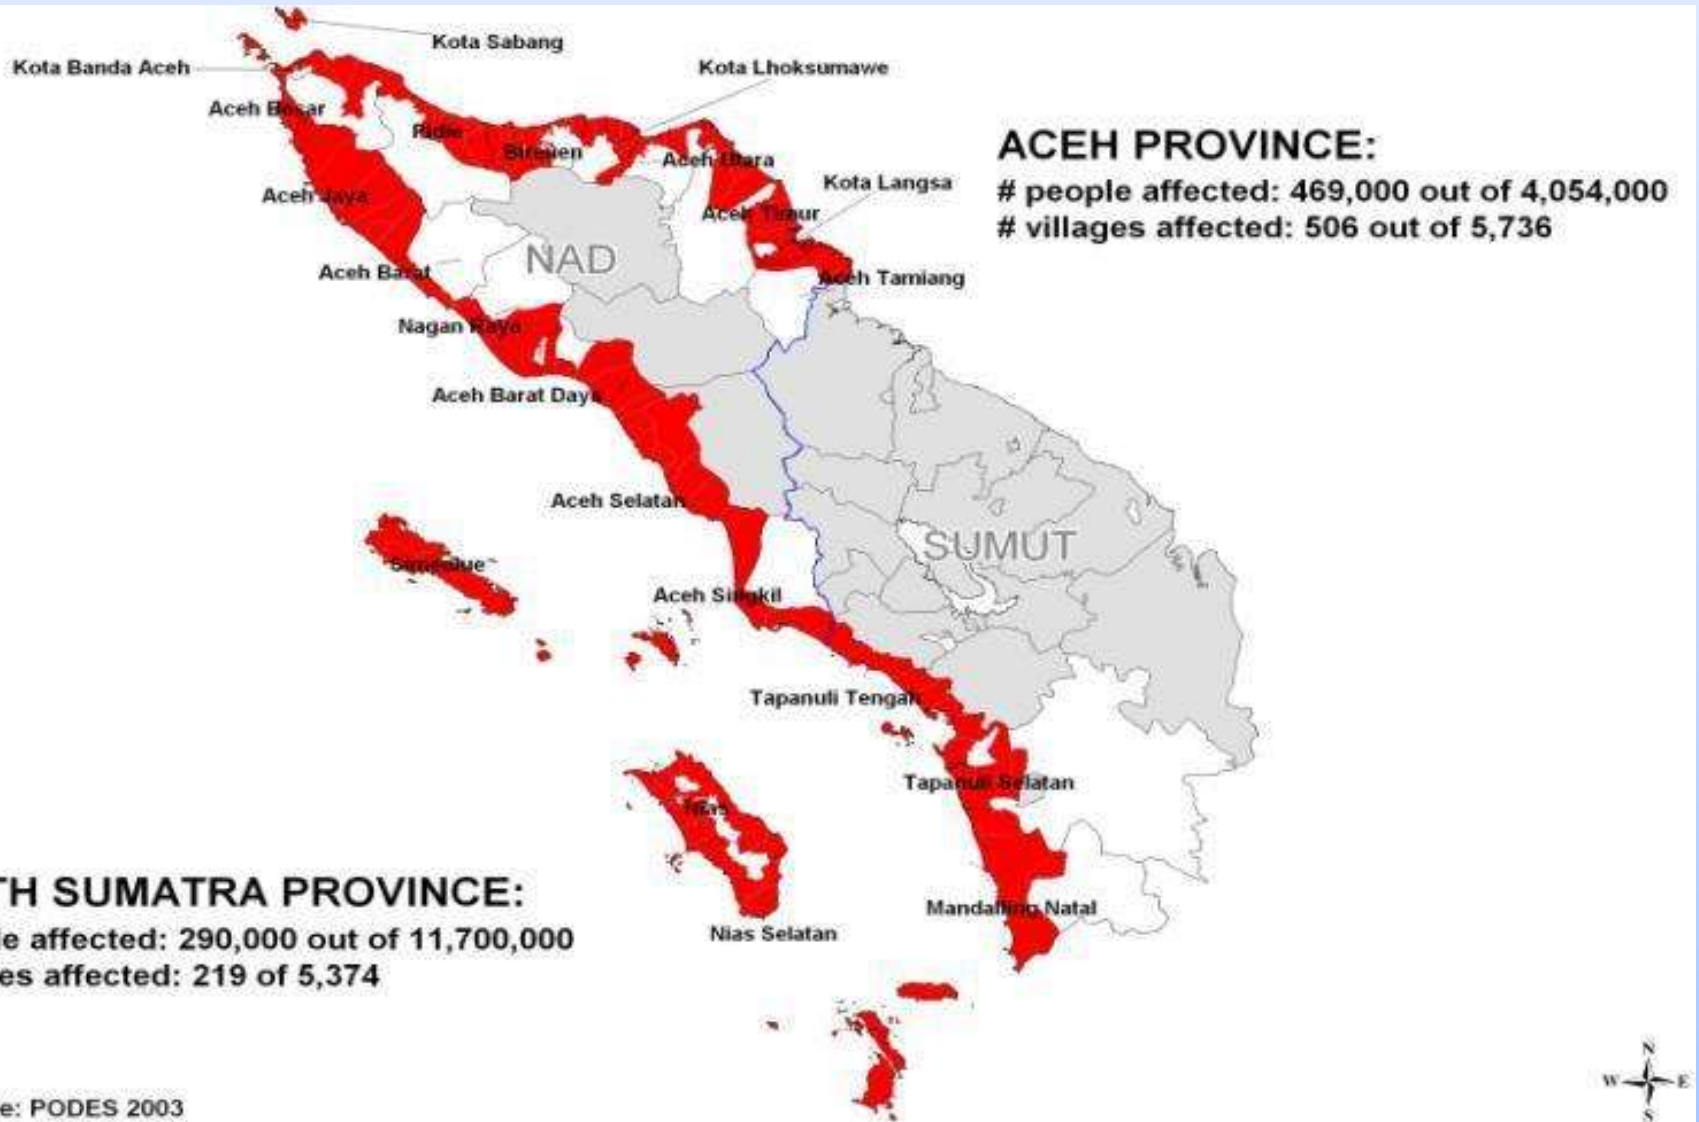 Kota Sabang
Kota Banda Aceh
Kota Lhoksumawe
Aceh Besar
Pidie
Bireuen
Aceh Utara
ACEH PROVINCE:
# people affected: 469,000 out of 4,054,000
# villages affected: 506 out of 5,736
Kota Langsa
Aceh Jaya
Aceh Timur
NAD
Aceh Barat
Aceh Tamiang
Nagan Raya
Aceh Barat Daya
Aceh Selatan
SUMUT
Simeulue
Aceh Singkil
Tapanuli Tengah
Tapanuli Selatan
Nias
TH SUMATRA PROVINCE:
le affected: 290,000 out of 11,700,000
es affected: 219 of 5,374
Mandailing Natal
Nias Selatan
e: PODES 2003
N
W E
S